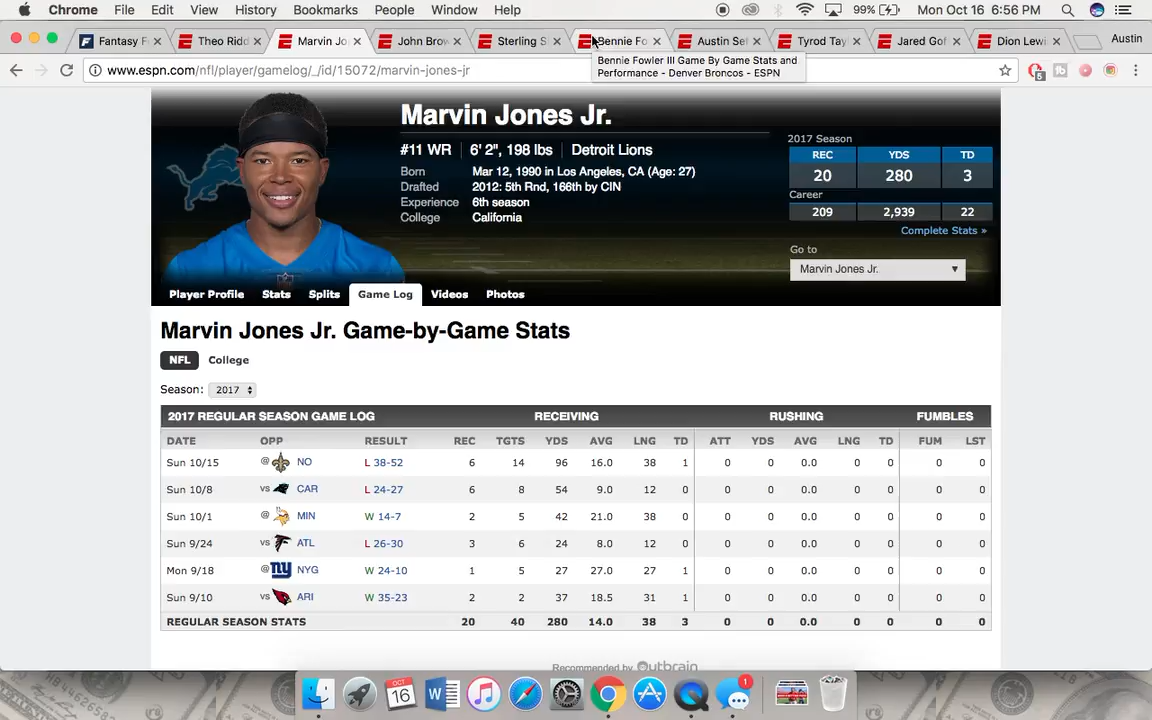 Chrome File Edit View History Bookmarks People Window Help 99% Mon Oct 16 6:56 PM
Fantasy F Theo Ridd Marvin Jo John Brow Sterling S Bennie Fo Austin Sef Tyrod Tay Jared Gof Dion Lewi Austin
www.espn.com/nfl/player/gamelog/_/id/15072/marvin-jones-jr 5
Bennie Fowler III Game By Game Stats and
Performance - Denver Broncos - ESPN
Marvin Jones Jr.
#11 WR 6' 2", 198 lbs Detroit Lions
Born Mar 12, 1990 in Los Angeles, CA (Age: 27)
Drafted 2012: 5th Rnd, 166th by CIN
Experience 6th season
College California
2017 Season
REC YDS TD
20 280 3
Career
209 2,939 22
Complete Stats »
Go to
Marvin Jones Jr.
Player Profile Stats Splits Game Log Videos Photos
Marvin Jones Jr. Game-by-Game Stats
NFL College
Season: 2017
2017 REGULAR SEASON GAME LOG RECEIVING RUSHING FUMBLES
DATE OPP RESULT REC TGTS YDS AVG LNG TD ATT YDS AVG LNG TD FUM LST
Sun 10/15 @ NO L 38-52 6 14 96 16.0 38 1 0 0 0.0 0 0 0 0
Sun 10/8 vs CAR L 24-27 6 8 54 9.0 12 0 0 0 0.0 0 0 0 0
Sun 10/1 @ MIN W 14-7 2 5 42 21.0 38 0 0 0 0.0 0 0 0 0
Sun 9/24 vs ATL L 26-30 3 6 24 8.0 12 0 0 0 0.0 0 0 0 0
Mon 9/18 @ NYG W 24-10 1 5 27 27.0 27 1 0 0 0.0 0 0 0 0
Sun 9/10 vs ARI W 35-23 2 2 37 18.5 31 1 0 0 0.0 0 0 0 0
REGULAR SEASON STATS 20 40 280 14.0 38 3 0 0 0.0 0 0 0 0
Recommended by Outbrain
OCT
16
W
1